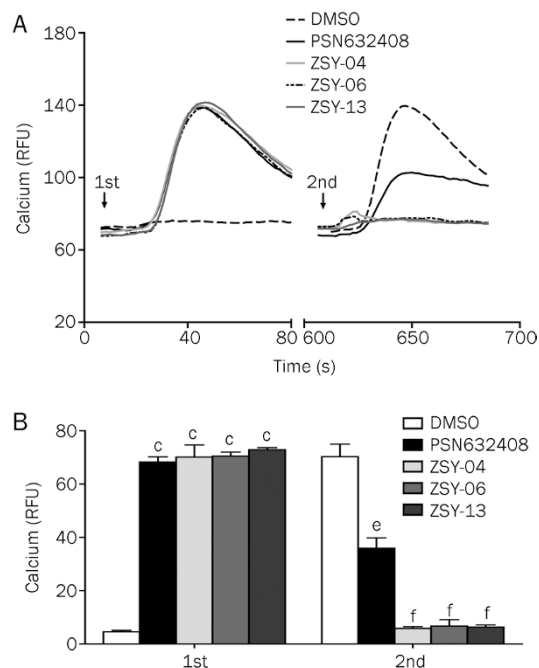 A
DMSO
PSN632408
ZSY-04
ZSY-06
ZSY-13
180
140
100
60
20
Calcium (RFU)
1st
2nd
0 40 80 600 650 700
Time (s)
B
DMSO
PSN632408
ZSY-04
ZSY-06
ZSY-13
80
60
40
20
0
Calcium (RFU)
c c c c
e
f f f
1st 2nd